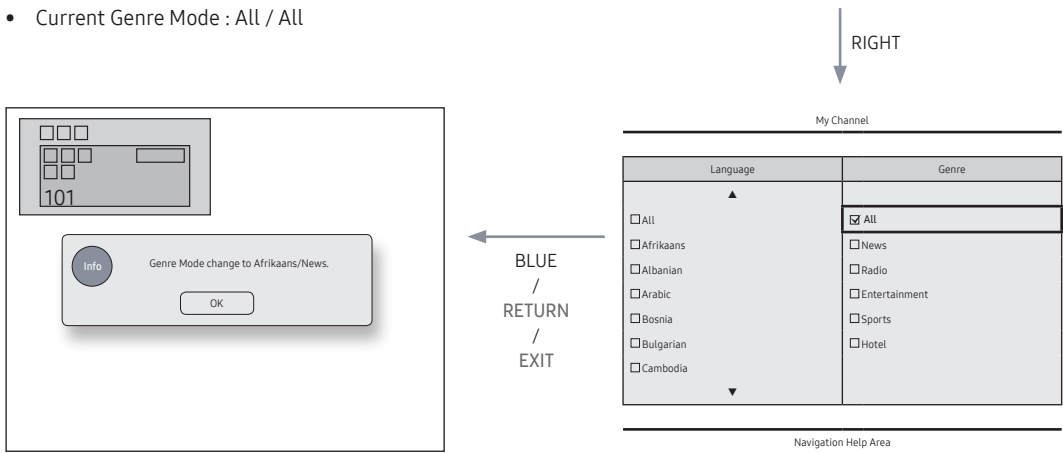 • Current Genre Mode : All / All
RIGHT
101
Info
Genre Mode change to Afrikaans/News.
OK
BLUE
/
RETURN
/
EXIT
My Channel
Language
Genre
▲
☐ All
☑ All
☐ Afrikaans
☐ News
☐ Albanian
☐ Radio
☐ Arabic
☐ Entertainment
☐ Bosnia
☐ Sports
☐ Bulgarian
☐ Hotel
☐ Cambodia
▼
Navigation Help Area